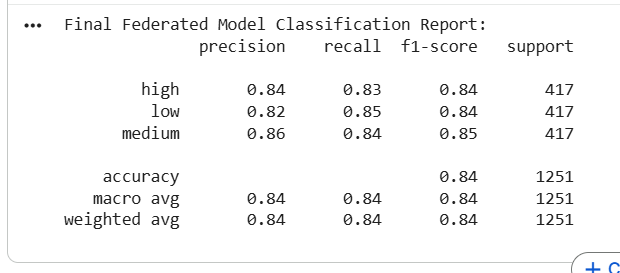 ••• Final Federated Model Classification Report:
precision recall f1-score support
high 0.84 0.83 0.84 417
low 0.82 0.85 0.84 417
medium 0.86 0.84 0.85 417
accuracy 0.84 1251
macro avg 0.84 0.84 0.84 1251
weighted avg 0.84 0.84 0.84 1251
+ C